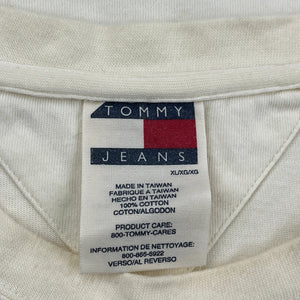 TOMMY
JEANS
XL/XG/XG
MADE IN TAIWAN
FABRIQUÉ A TAIWAN
HECHO EN TAIWAN
100% COTTON
COTON/ALGODON
PRODUCT CARE:
800-TOMMY-CARES
INFORMATION DE NETTOYAGE:
800-866-6922
VERSO/AL REVERSO